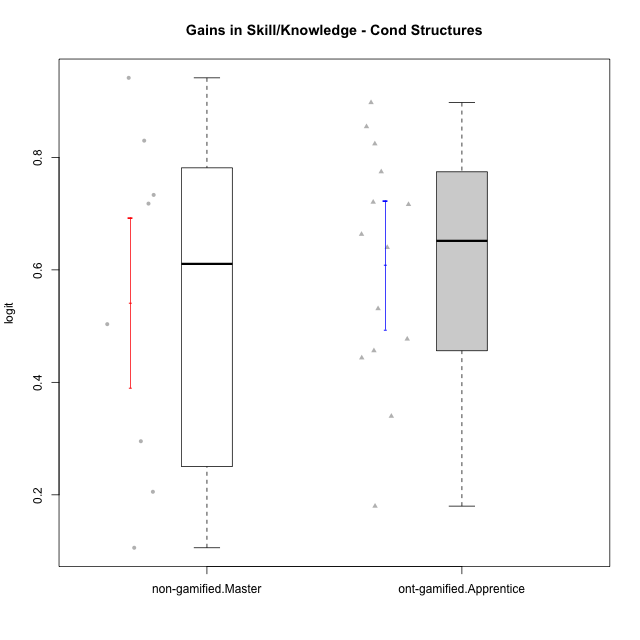 Gains in Skill/Knowledge - Cond Structures
logit
0.8
0.6
0.4
0.2
non-gamified.Master
ont-gamified.Apprentice